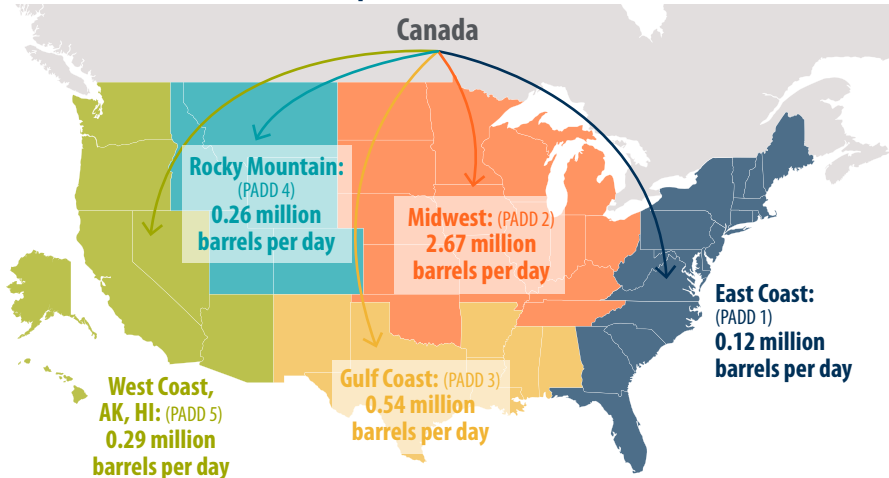 Canada
Rocky Mountain:
(PADD 4)
0.26 million
barrels per day
Midwest: (PADD 2)
2.67 million
barrels per day
East Coast:
(PADD 1)
0.12 million
barrels per day
Gulf Coast: (PADD 3)
0.54 million
barrels per day
West Coast,
AK, HI: (PADD 5)
0.29 million
barrels per day